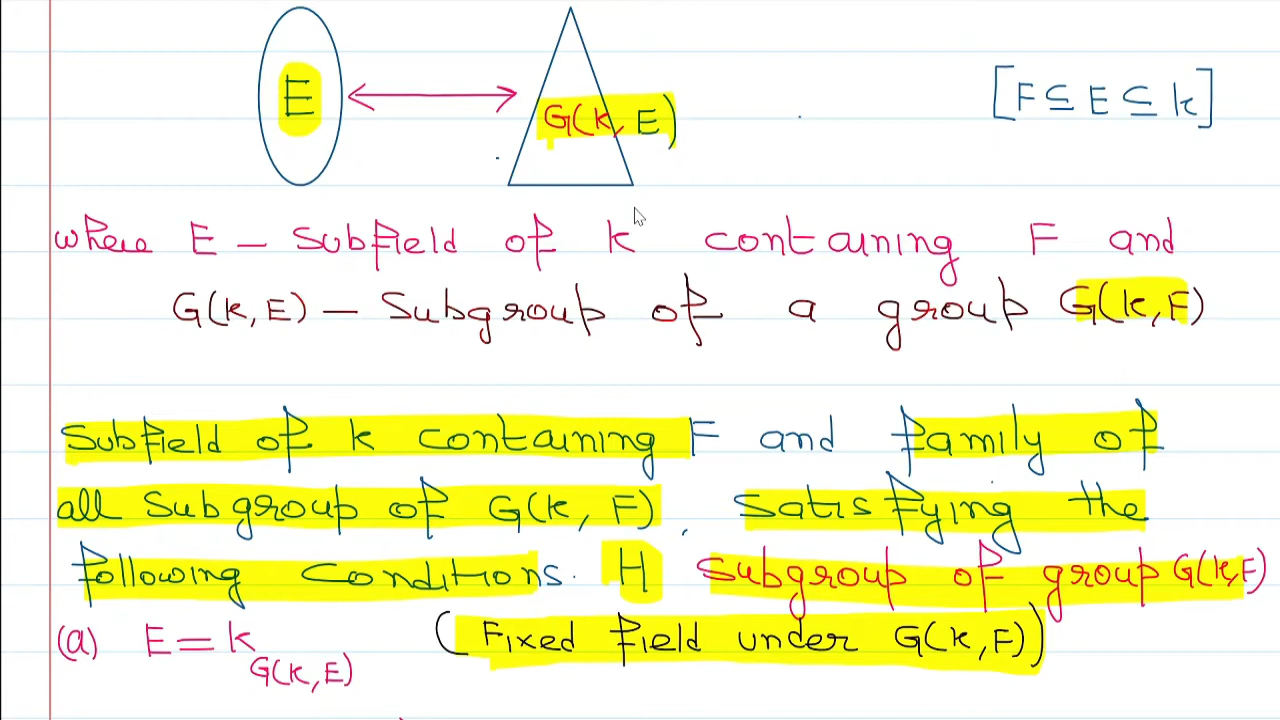 E
G(k, E)
[F ⊆ E ⊆ k]
where E - Subfield of k containing F and
G(k, E) - Subgroup of a group G(k, F)
Subfield of k containing F and family of
all Subgroup of G(k, F), Satisfying the
following Conditions. H Subgroup of group G(k,F)
(a) E = k_G(k,E) (Fixed field under G(k,F))